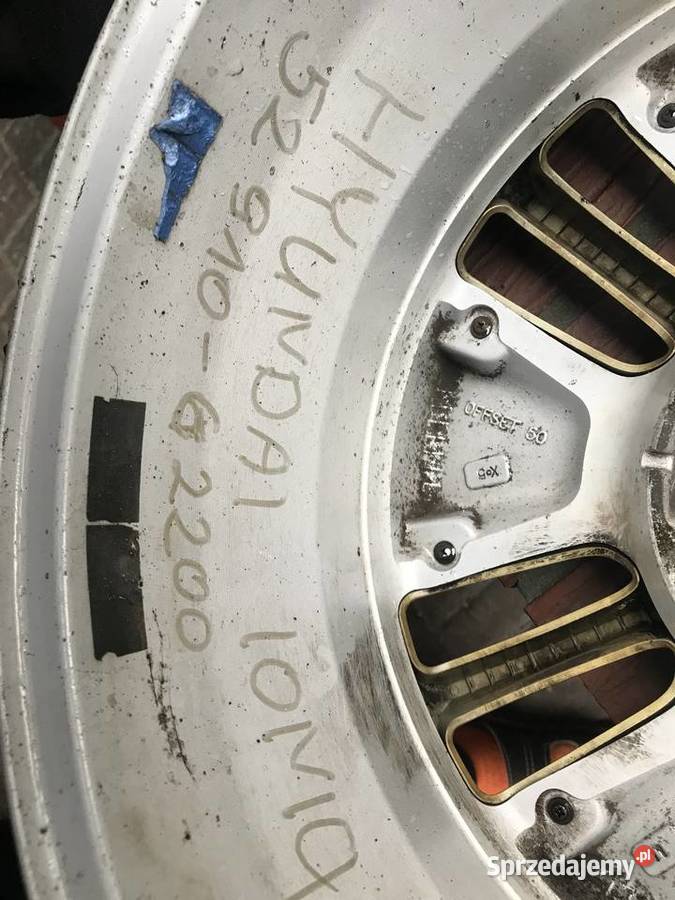 HYUNDAI IONIQ
52910-G2200
OFFSET 50
Sprzedajemy.pl